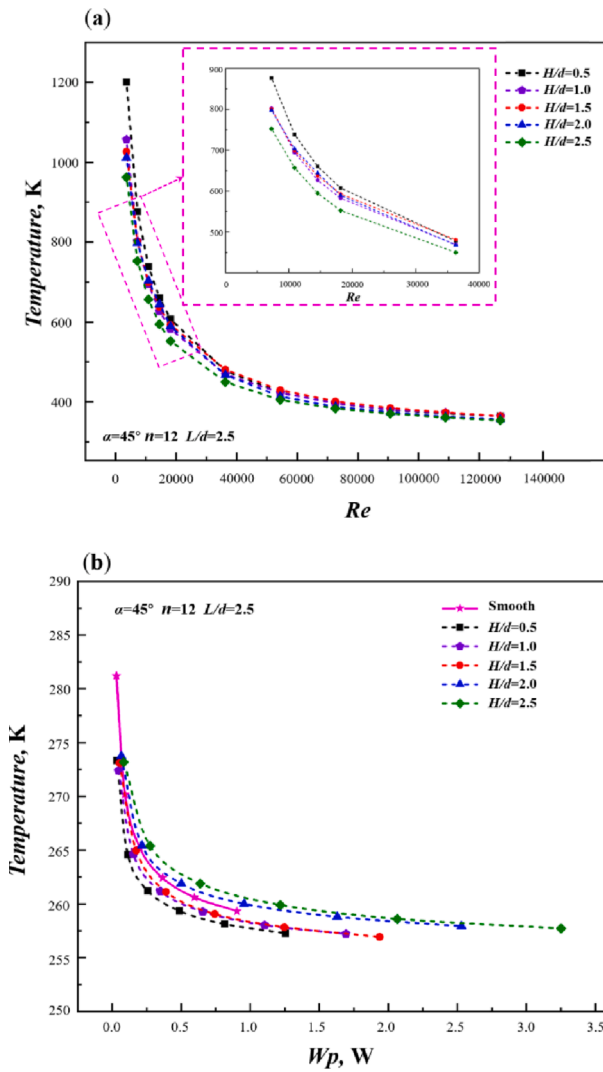 (a)
1200
1000
800
600
400
Temperature, K
0
20000
40000
60000
80000
100000
120000
140000
Re
α=45° n=12 L/d=2.5
H/d=0.5
H/d=1.0
H/d=1.5
H/d=2.0
H/d=2.5
900
800
700
600
500
450
0
10000
20000
30000
40000
Re
(b)
290
285
280
275
270
265
260
255
250
Temperature, K
0.0
0.5
1.0
1.5
2.0
2.5
3.0
3.5
Wp, W
α=45° n=12 L/d=2.5
Smooth
H/d=0.5
H/d=1.0
H/d=1.5
H/d=2.0
H/d=2.5